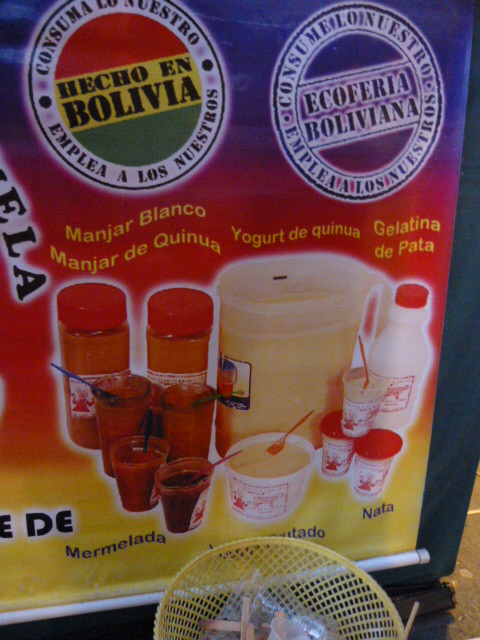 CONSUMA LO NUESTRO
HECHO EN
BOLIVIA
EMPLEA A LOS NUESTROS
CONSUME LO NUESTRO
ECOFERIA
BOLIVIANA
EMPLEA A LOS NUESTROS
ELA
Manjar Blanco
Manjar de Quinua
Yogurt de quinua
Gelatina
de Pata
E DE
Mermelada
utado
Nata